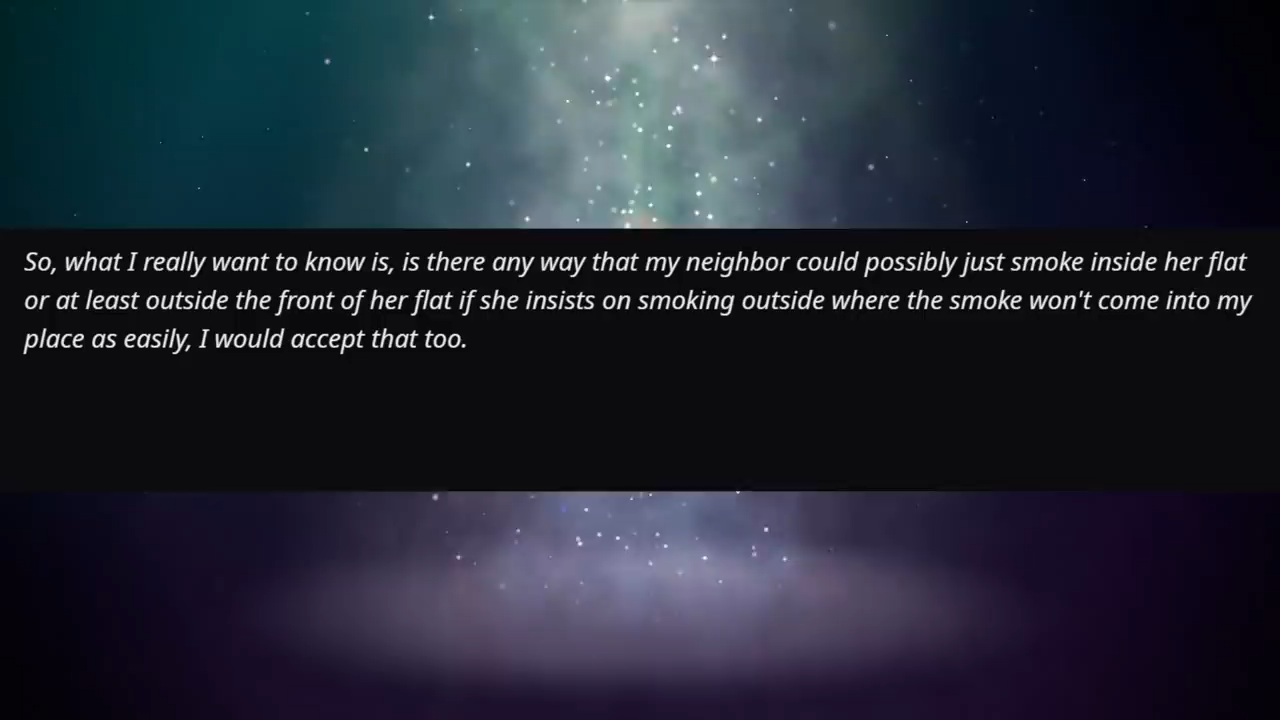 So, what I really want to know is, is there any way that my neighbor could possibly just smoke inside her flat
or at least outside the front of her flat if she insists on smoking outside where the smoke won't come into my
place as easily, I would accept that too.